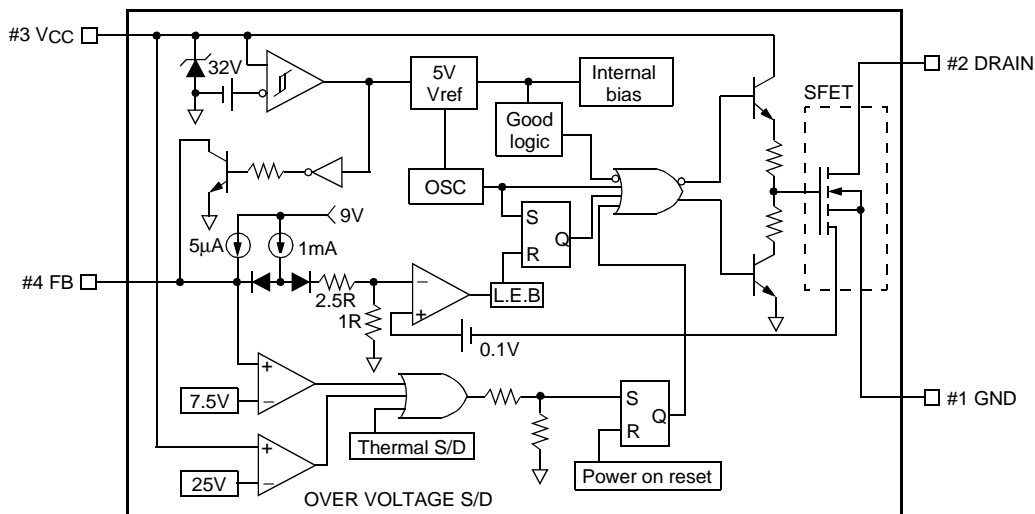 #3 VCC
32V
5V
Vref
Internal
bias
#2 DRAIN
SFET
Good
logic
OSC
9V
5μA
1mA
S
R
Q
#4 FB
2.5R
−
+
L.E.B
1R
0.1V
+
−
7.5V
S
R
Q
#1 GND
Thermal S/D
+
−
25V
Power on reset
OVER VOLTAGE S/D